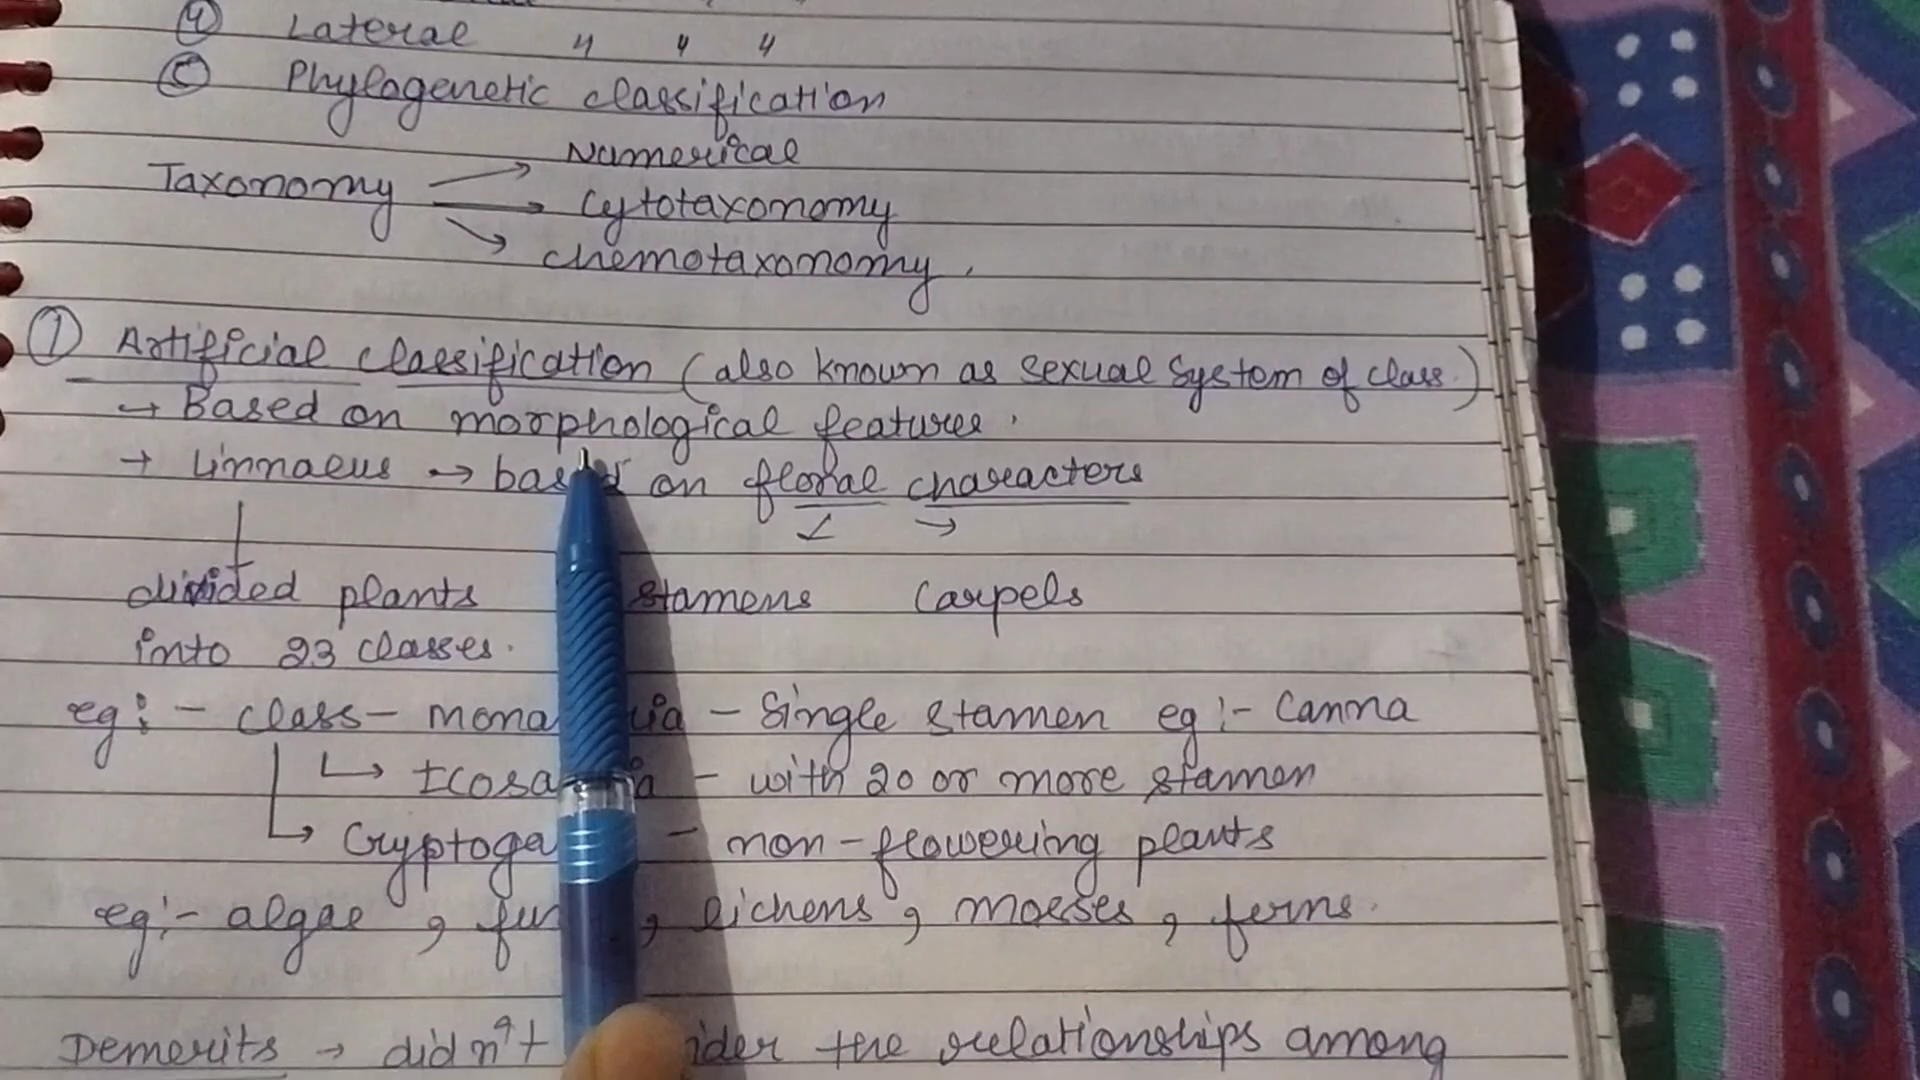 ④ Lateral 〃 〃 〃
⑤ Phylogenetic classification
Numerical
Taxonomy → Cytotaxonomy
chemotaxonomy.
① Artificial classification (also known as sexual system of class.)
→ Based on morphological features.
→ Linnaeus → based on floral characters
divided plants stamens carpels
into 23 classes.
eg:- class - - Single stamen eg:- Canna
↳ - with 20 or more stamen
↳ - non-flowering plants
eg:- algae, , lichens, mosses, ferns.
Demerits → didn't the relationships among